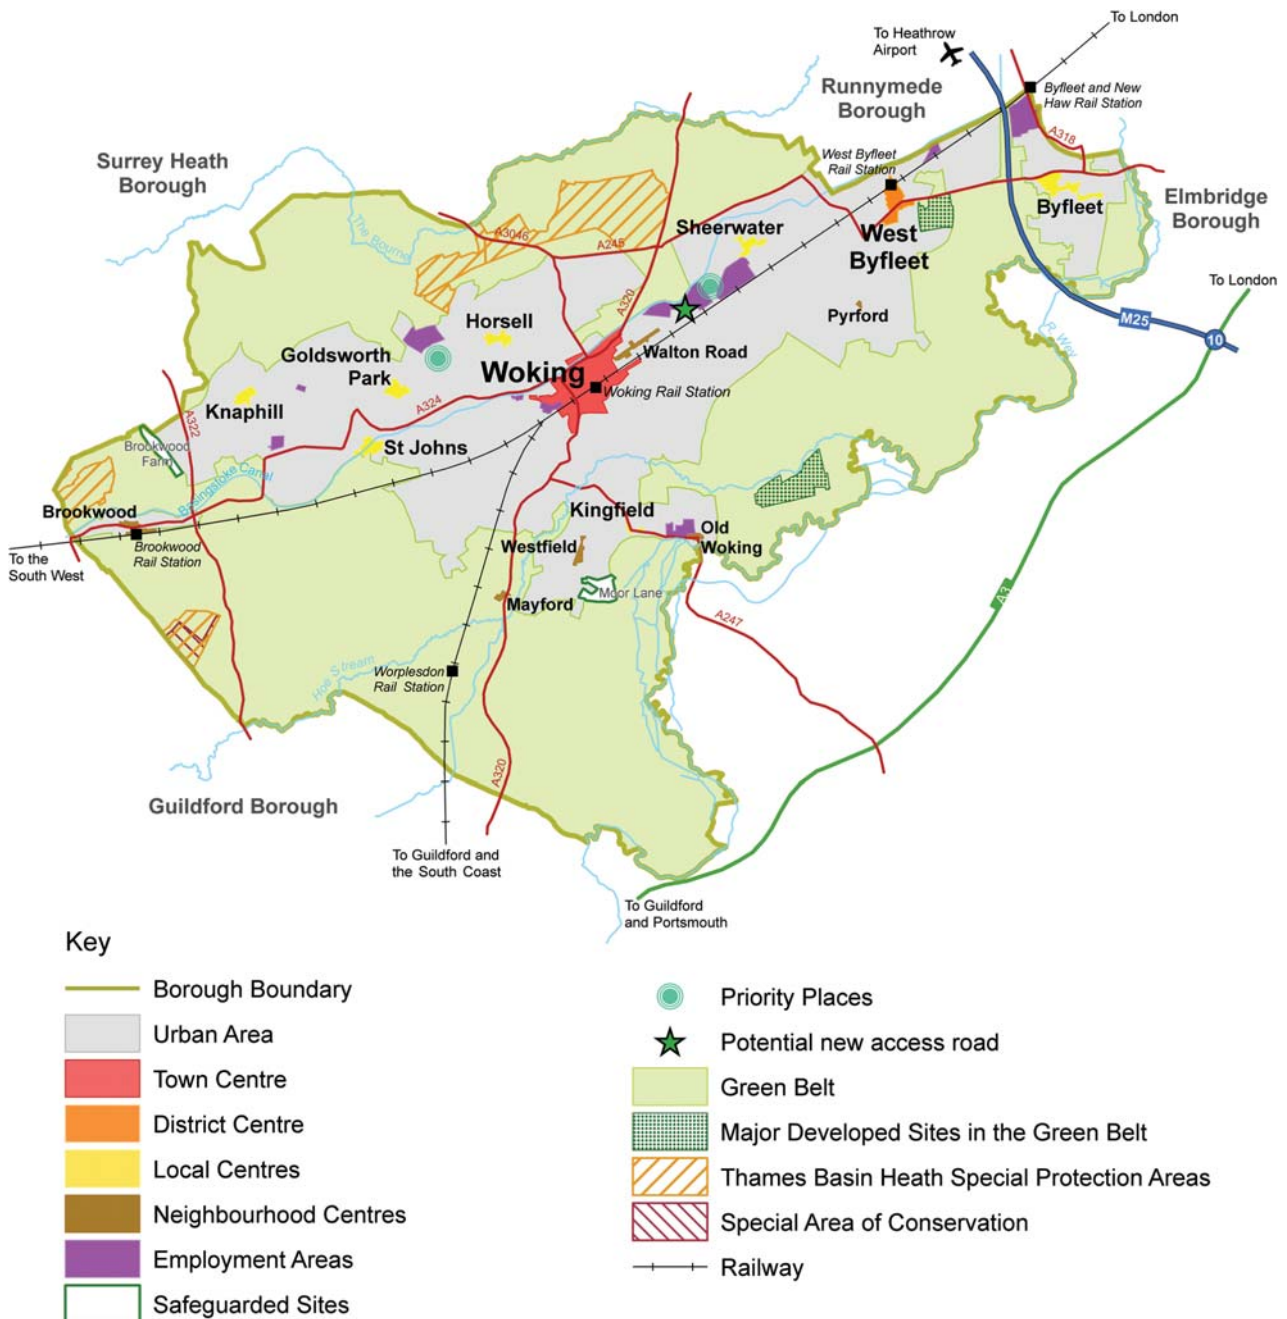 To London
To Heathrow
Airport
Runnymede
Borough
Byfleet and New
Haw Rail Station
A318
Surrey Heath
Borough
West Byfleet
Rail Station
Elmbridge
Borough
Byfleet
The Bourne
A3046
A245
Sheerwater
West
Byfleet
To London
A320
M25
10
R. Wey
Pyrford
Horsell
Goldsworth
Park
Walton Road
Woking
Woking Rail Station
Knaphill
A322
A324
St Johns
Brookwood
Farm
Basingstoke Canal
Brookwood
Brookwood
Rail Station
To the
South West
Kingfield
Old
Woking
Westfield
Mayford
Moor Lane
A3
A247
Hoe Stream
Worplesdon
Rail Station
A320
Guildford Borough
To Guildford and
the South Coast
To Guildford
and Portsmouth
Key
Borough Boundary
Urban Area
Town Centre
District Centre
Local Centres
Neighbourhood Centres
Employment Areas
Safeguarded Sites
Priority Places
Potential new access road
Green Belt
Major Developed Sites in the Green Belt
Thames Basin Heath Special Protection Areas
Special Area of Conservation
Railway